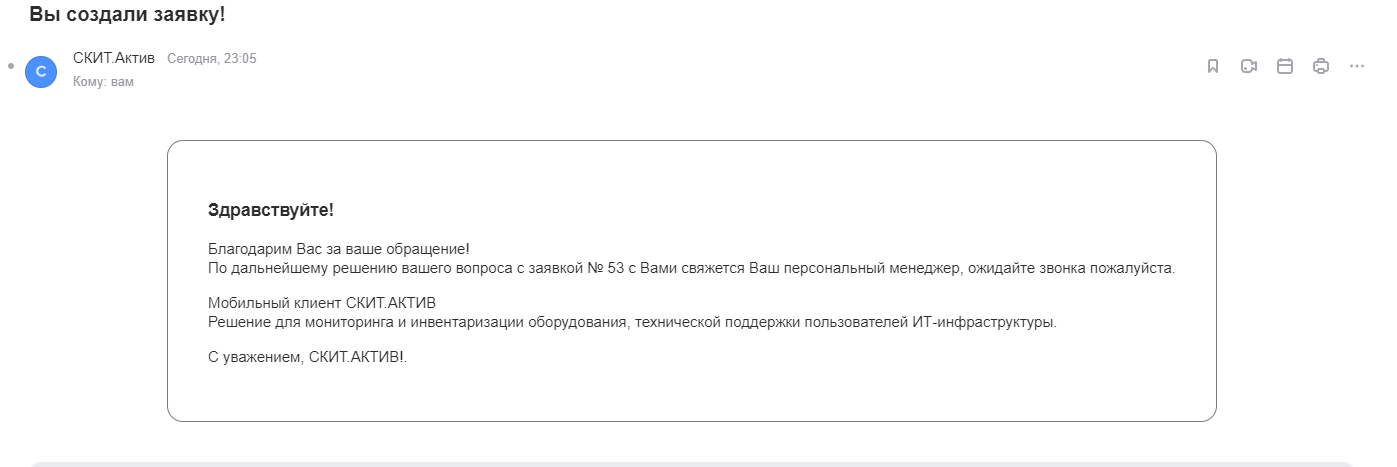 Вы создали заявку!
СКИТ.Актив Сегодня, 23:05
С
Кому: вам
Здравствуйте!
Благодарим Вас за ваше обращение!
По дальнейшему решению вашего вопроса с заявкой № 53 с Вами свяжется Ваш персональный менеджер, ожидайте звонка пожалуйста.
Мобильный клиент СКИТ.АКТИВ
Решение для мониторинга и инвентаризации оборудования, технической поддержки пользователей ИТ-инфраструктуры.
С уважением, СКИТ.АКТИВ!.